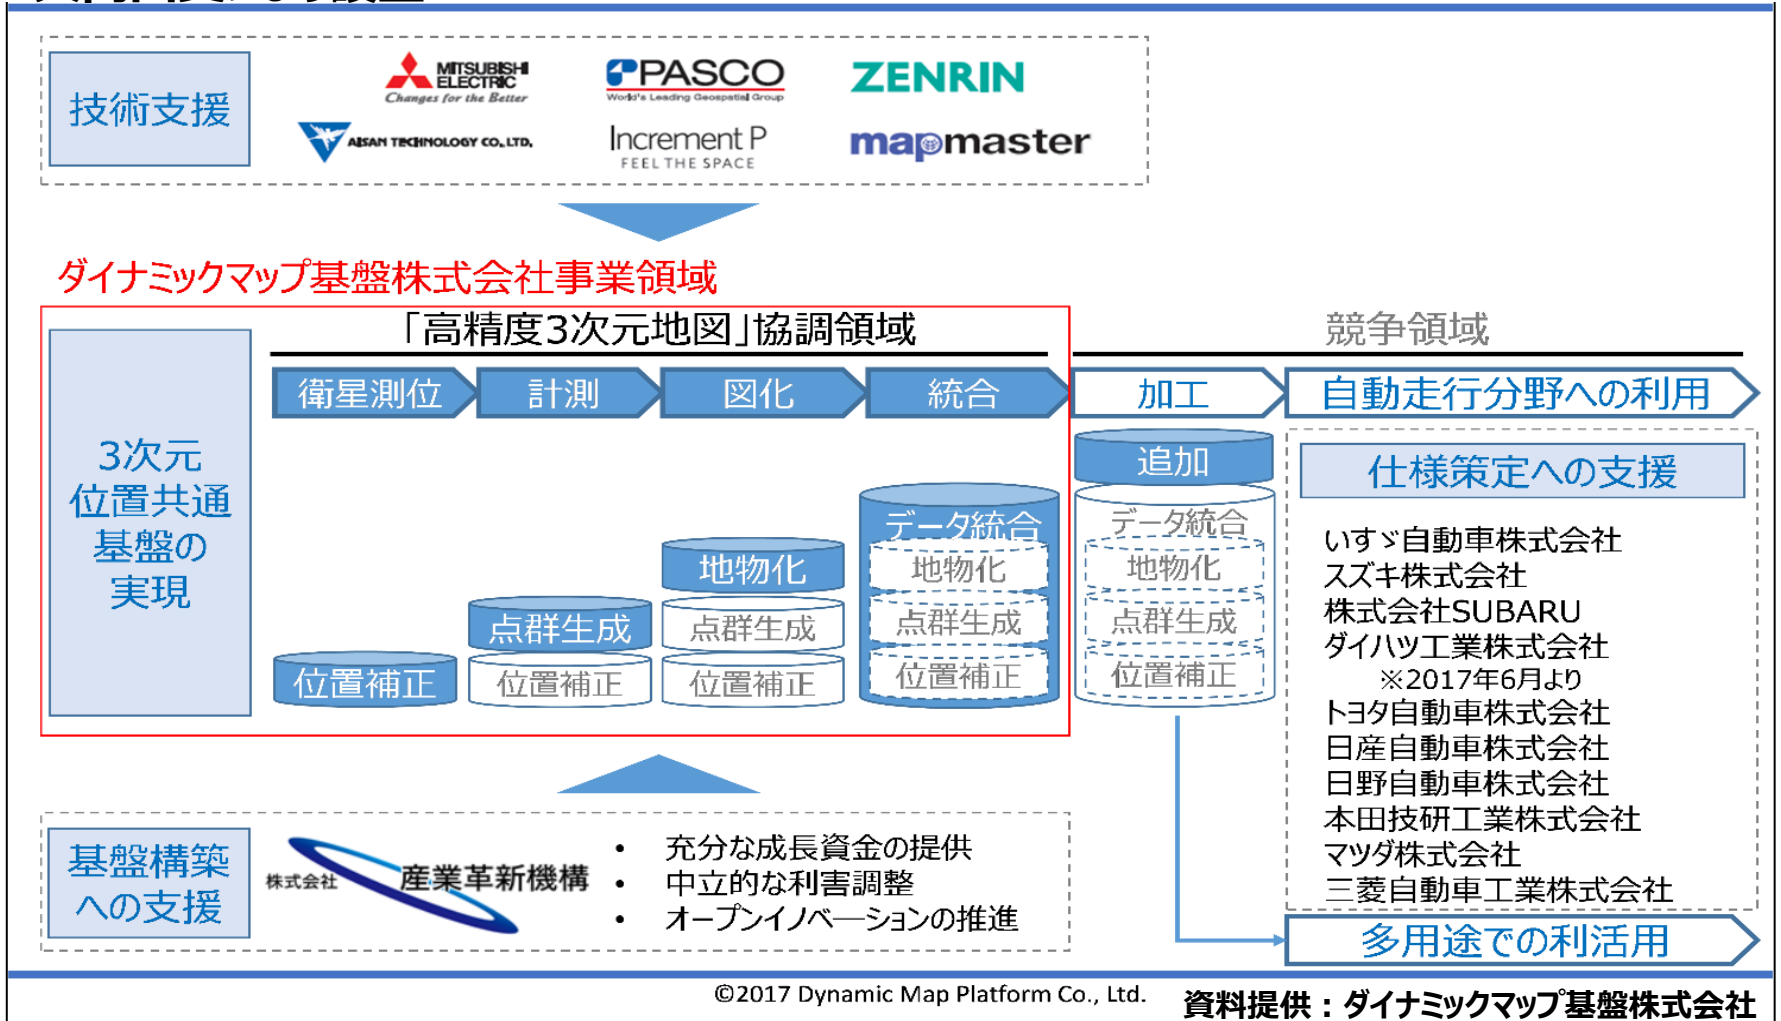 技術支援
MITSUBISHI
ELECTRIC
Changes for the Better
PASCO
World's Leading Geospatial Group
ZENRIN
AISAN TECHNOLOGY CO., LTD.
Increment P
FEEL THE SPACE
mapmaster
ダイナミックマップ基盤株式会社事業領域
「高精度3次元地図」協調領域
競争領域
衛星測位
計測
図化
統合
加工
自動走行分野への利用
3次元
位置共通
基盤の
実現
位置補正
点群生成
位置補正
地物化
点群生成
位置補正
データ統合
地物化
点群生成
位置補正
追加
データ統合
地物化
点群生成
位置補正
仕様策定への支援
いすゞ自動車株式会社
スズキ株式会社
株式会社SUBARU
ダイハツ工業株式会社
※2017年6月より
トヨタ自動車株式会社
日産自動車株式会社
日野自動車株式会社
本田技研工業株式会社
マツダ株式会社
三菱自動車工業株式会社
多用途での利活用
基盤構築
への支援
株式会社 産業革新機構
• 充分な成長資金の提供
• 中立的な利害調整
• オープンイノベーションの推進
©2017 Dynamic Map Platform Co., Ltd.
資料提供：ダイナミックマップ基盤株式会社